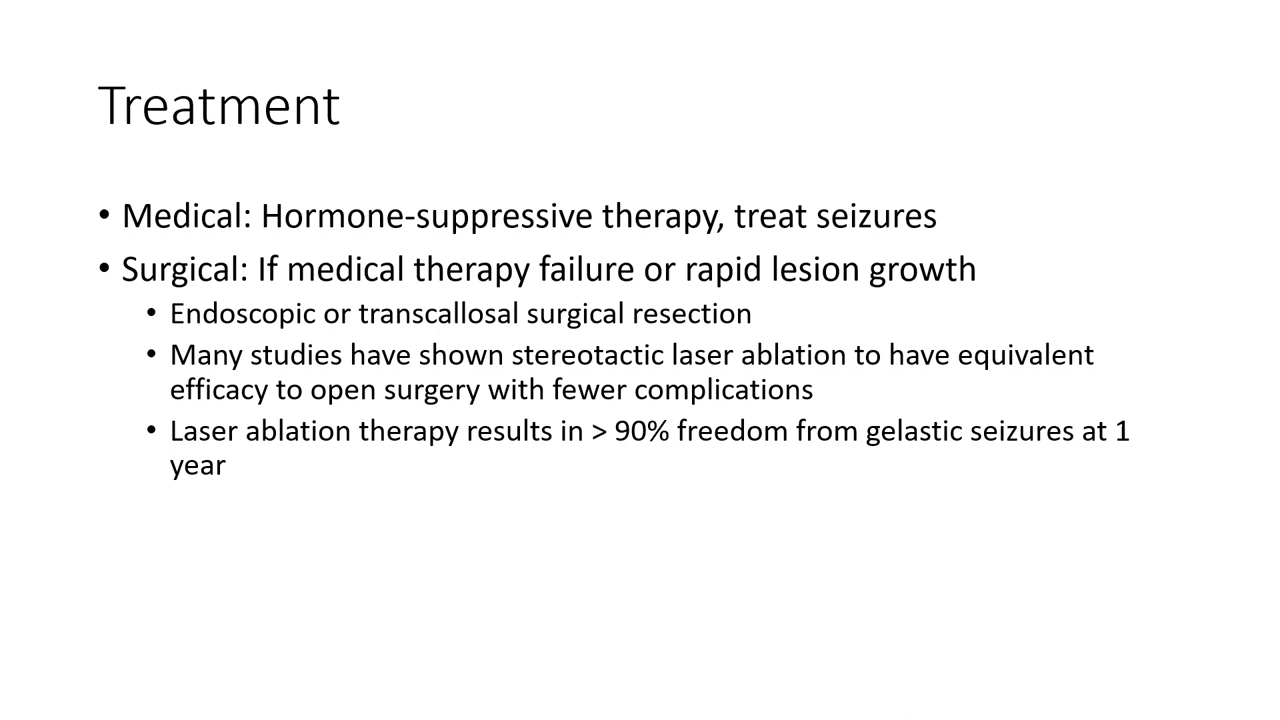 Treatment
• Medical: Hormone-suppressive therapy, treat seizures
• Surgical: If medical therapy failure or rapid lesion growth
• Endoscopic or transcallosal surgical resection
• Many studies have shown stereotactic laser ablation to have equivalent
efficacy to open surgery with fewer complications
• Laser ablation therapy results in > 90% freedom from gelastic seizures at 1
year